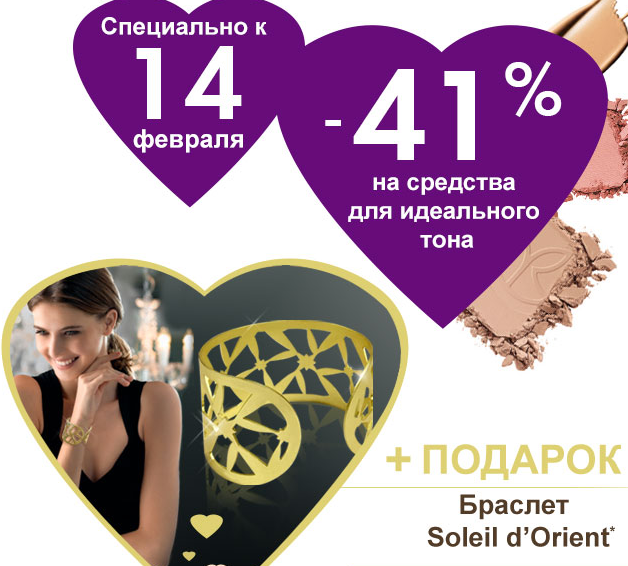 Специально к
14
февраля
-41%
на средства
для идеального
тона
+ ПОДАРОК
Браслет
Soleil d’Orient*